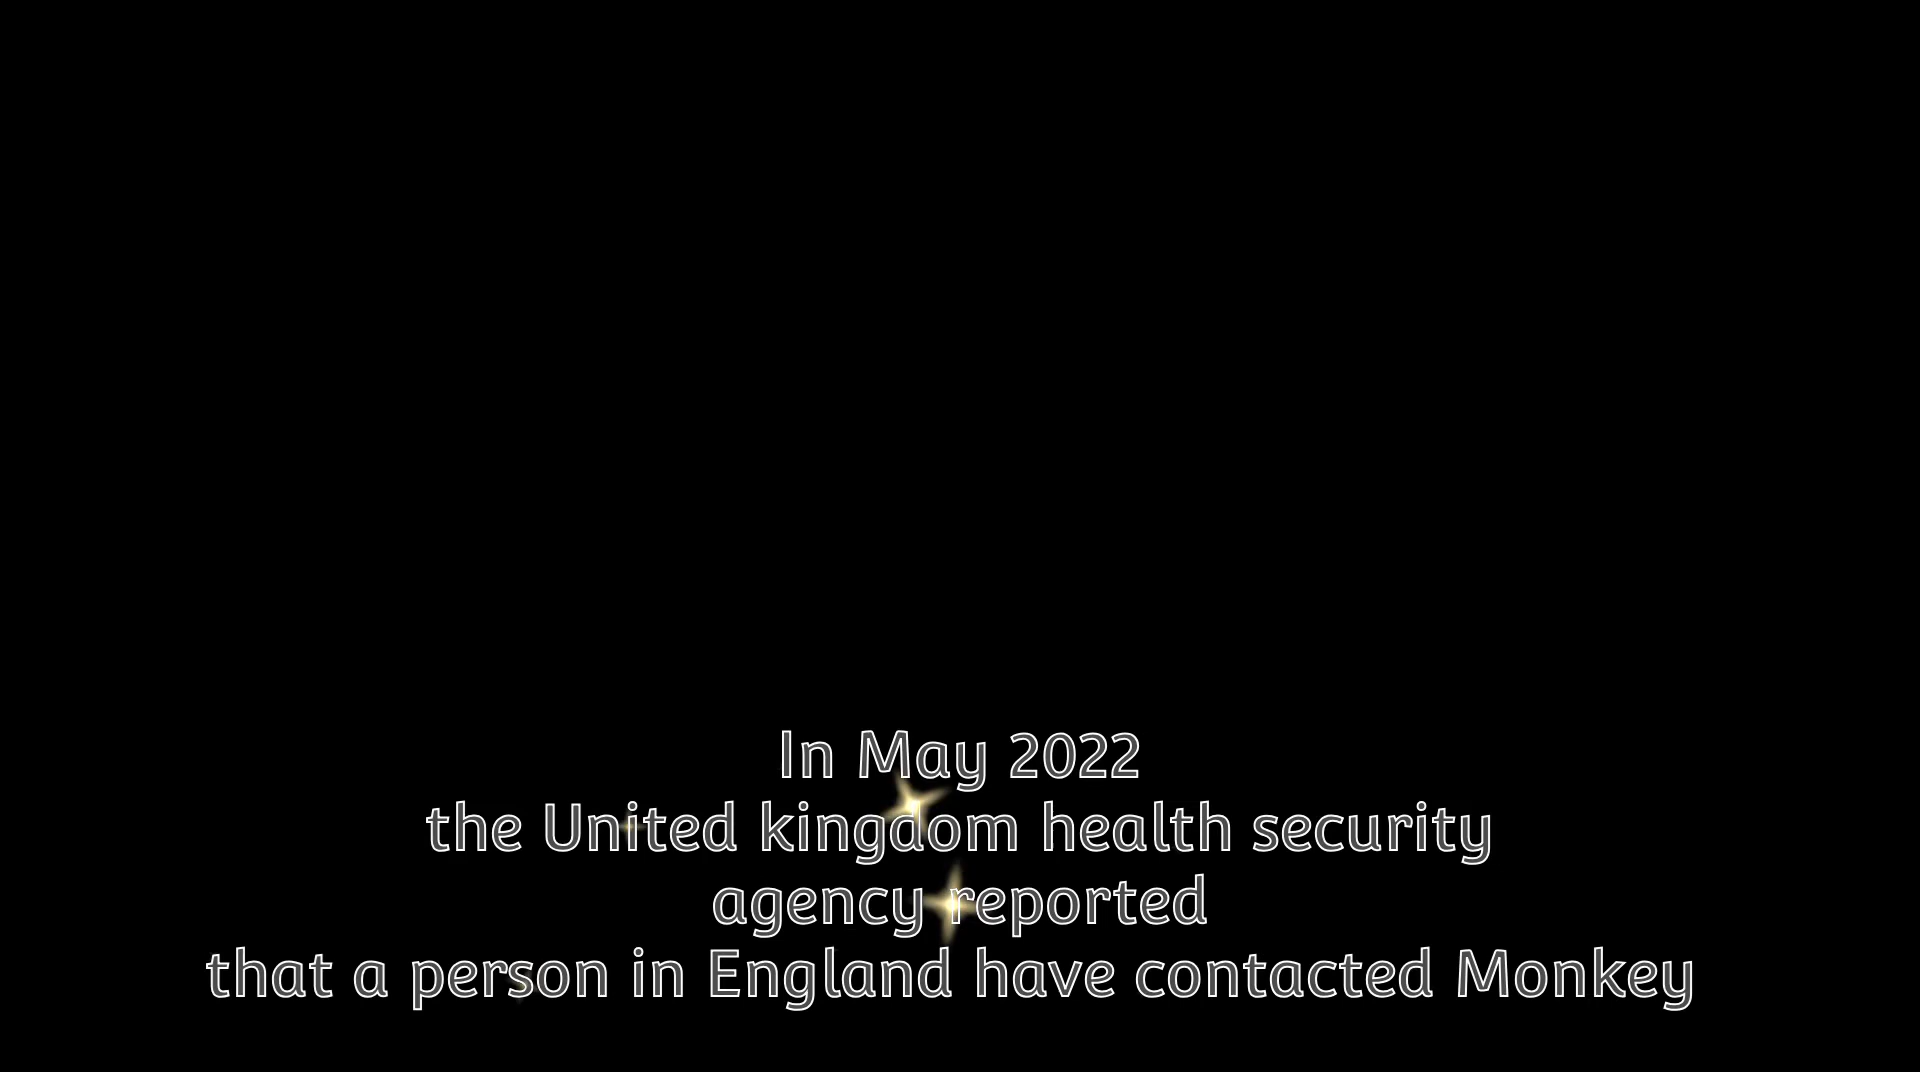 In May 2022
the United kingdom health security
agency reported
that a person in England have contacted Monkey